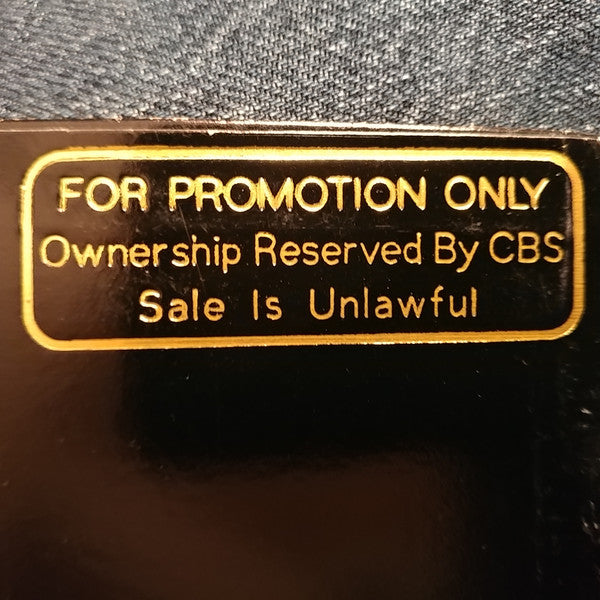 FOR PROMOTION ONLY
Ownership Reserved By CBS
Sale Is Unlawful